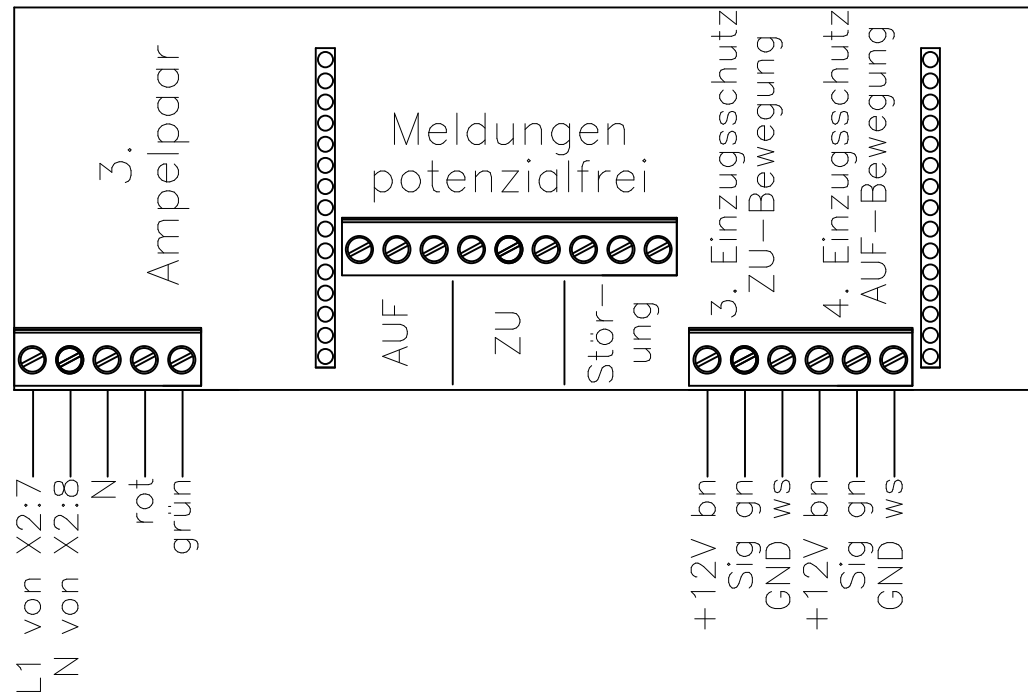 3.
Ampelpaar
Meldungen
potenzialfrei
3. Einzugsschutz
ZU-Bewegung
4. Einzugsschutz
AUF-Bewegung
AUF
ZU
Stör-
ung
L1 von X2:7
N von X2:8
N
rot
grün
+12V bn
Sig gn
GND ws
+12V bn
Sig gn
GND ws